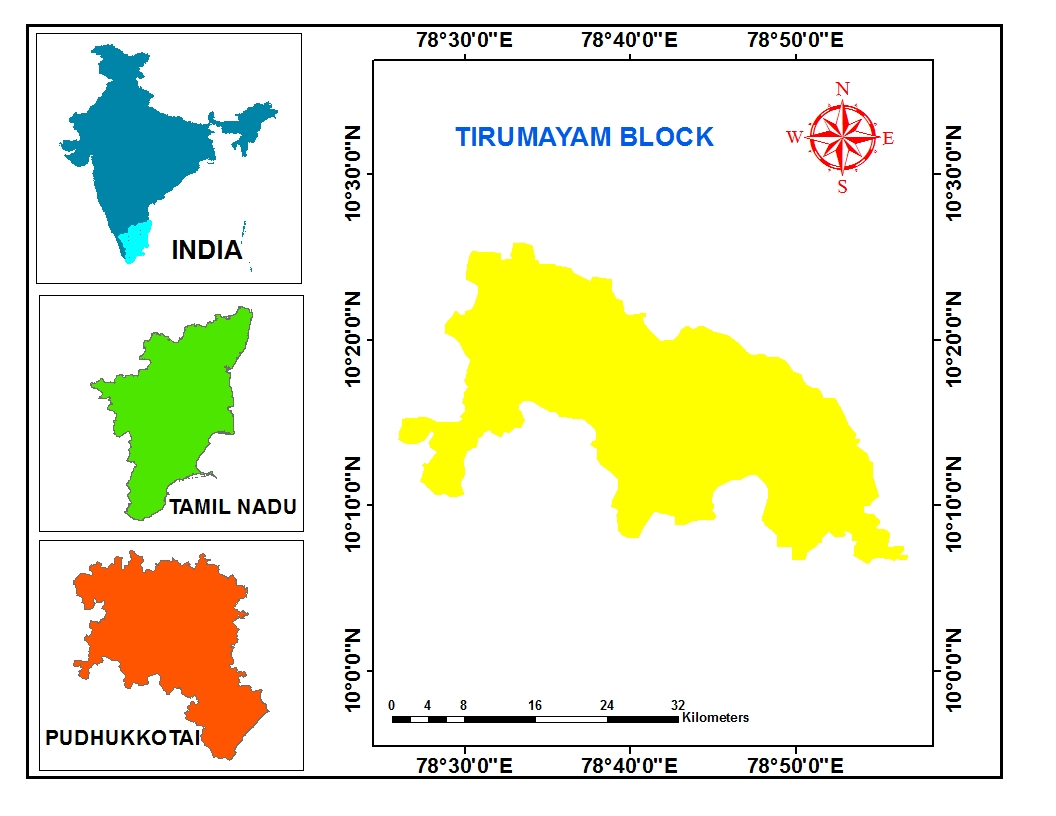 INDIA
TAMIL NADU
PUDHUKKOTAI
78°30'0"E 78°40'0"E 78°50'0"E
TIRUMAYAM BLOCK
N
W E
S
10°30'0"N 10°30'0"N
10°20'0"N 10°20'0"N
10°10'0"N 10°10'0"N
10°0'0"N 10°0'0"N
0 4 8 16 24 32
Kilometers
78°30'0"E 78°40'0"E 78°50'0"E